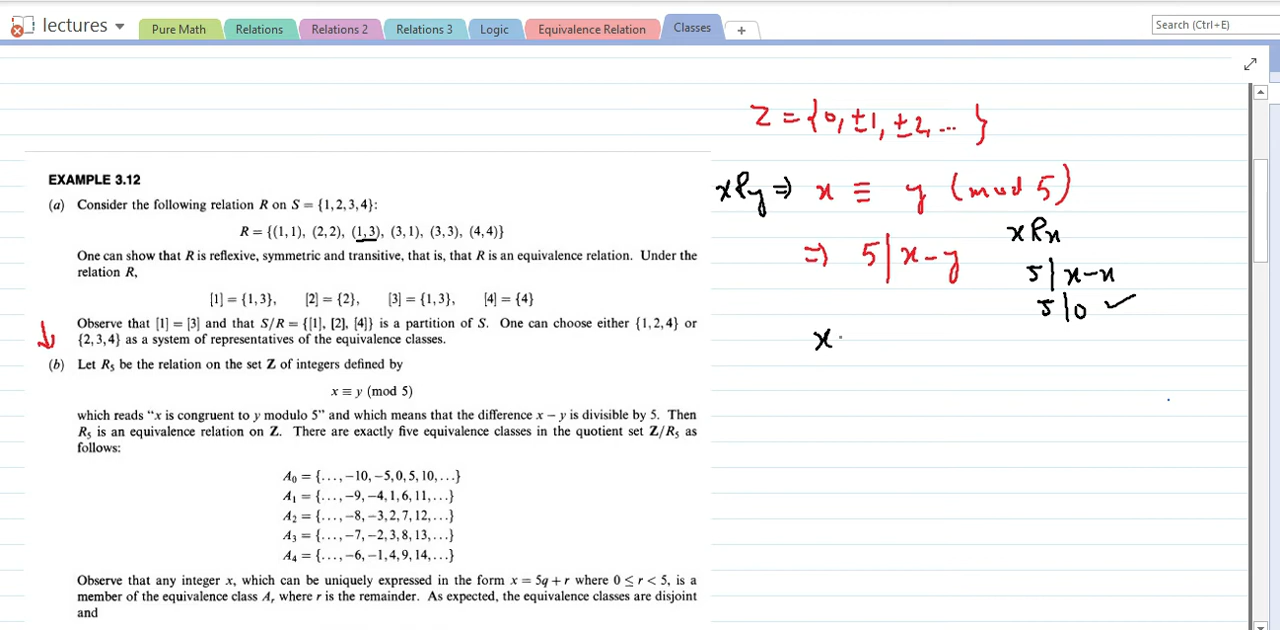 lectures
Pure Math
Relations
Relations 2
Relations 3
Logic
Equivalence Relation
Classes
Search (Ctrl+E)
EXAMPLE 3.12
(a) Consider the following relation R on S = {1, 2, 3, 4}:
R = {(1, 1), (2, 2), (1, 3), (3, 1), (3, 3), (4, 4)}
One can show that R is reflexive, symmetric and transitive, that is, that R is an equivalence relation. Under the
relation R,
[1] = {1, 3}, [2] = {2}, [3] = {1, 3}, [4] = {4}
Observe that [1] = [3] and that S/R = {[1], [2], [4]} is a partition of S. One can choose either {1, 2, 4} or
{2, 3, 4} as a system of representatives of the equivalence classes.
(b) Let R₅ be the relation on the set Z of integers defined by
x ≡ y (mod 5)
which reads “x is congruent to y modulo 5” and which means that the difference x − y is divisible by 5. Then
R₅ is an equivalence relation on Z. There are exactly five equivalence classes in the quotient set Z/R₅ as
follows:
A₀ = {..., −10, −5, 0, 5, 10, ...}
A₁ = {..., −9, −4, 1, 6, 11, ...}
A₂ = {..., −8, −3, 2, 7, 12, ...}
A₃ = {..., −7, −2, 3, 8, 13, ...}
A₄ = {..., −6, −1, 4, 9, 14, ...}
Observe that any integer x, which can be uniquely expressed in the form x = 5q + r where 0 ≤ r < 5, is a
member of the equivalence class Aᵣ where r is the remainder. As expected, the equivalence classes are disjoint
and
Z = {0, ±1, ±2, ... }
xRy ⇒ x ≡ y (mod 5)
⇒ 5 | x − y
xRx
5 | x − x
5 | 0 ✓
x